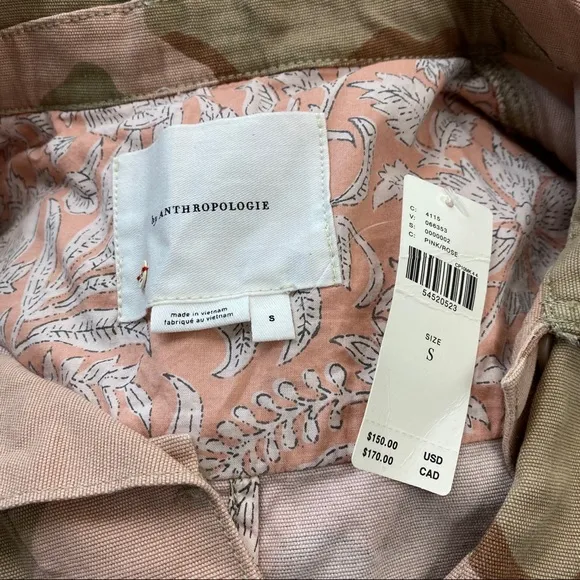 by ANTHROPOLOGIE
made in vietnam
fabriqué au vietnam
S
C: 4115
V: 066353
S: 0000002
C: PINK/ROSE
54520523
SIZE
S
$150.00 USD
$170.00 CAD